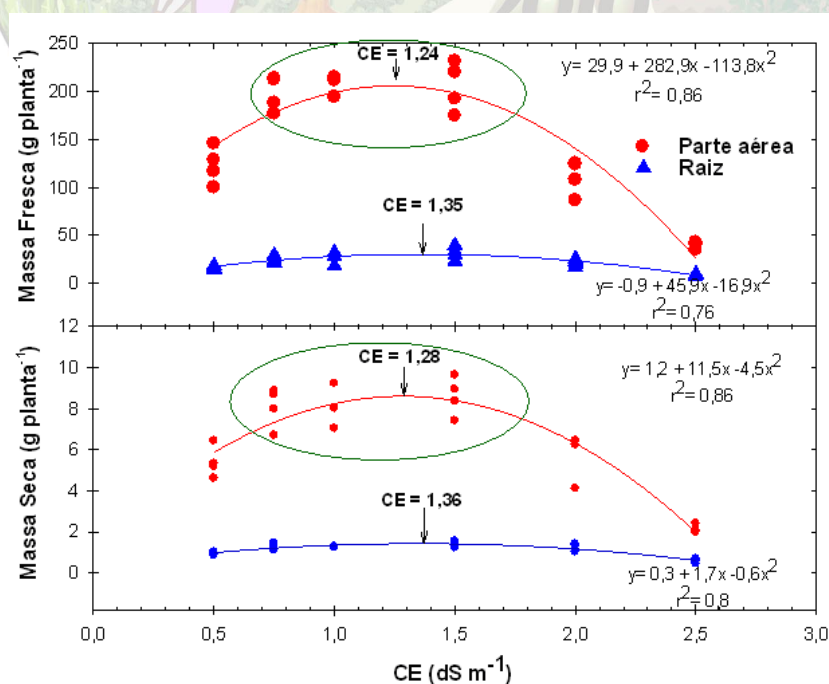 250
200
150
100
50
0
Massa Fresca (g planta⁻¹)
CE = 1,24
y= 29,9 + 282,9x -113,8x²
r²= 0,86
Parte aérea
Raiz
CE = 1,35
y= -0,9 + 45,9x -16,9x²
r²= 0,76
12
10
8
6
4
2
0
Massa Seca (g planta⁻¹)
CE = 1,28
y= 1,2 + 11,5x -4,5x²
r²= 0,86
CE = 1,36
y= 0,3 + 1,7x -0,6x²
r²= 0,8
0,0 0,5 1,0 1,5 2,0 2,5 3,0
CE (dS m⁻¹)